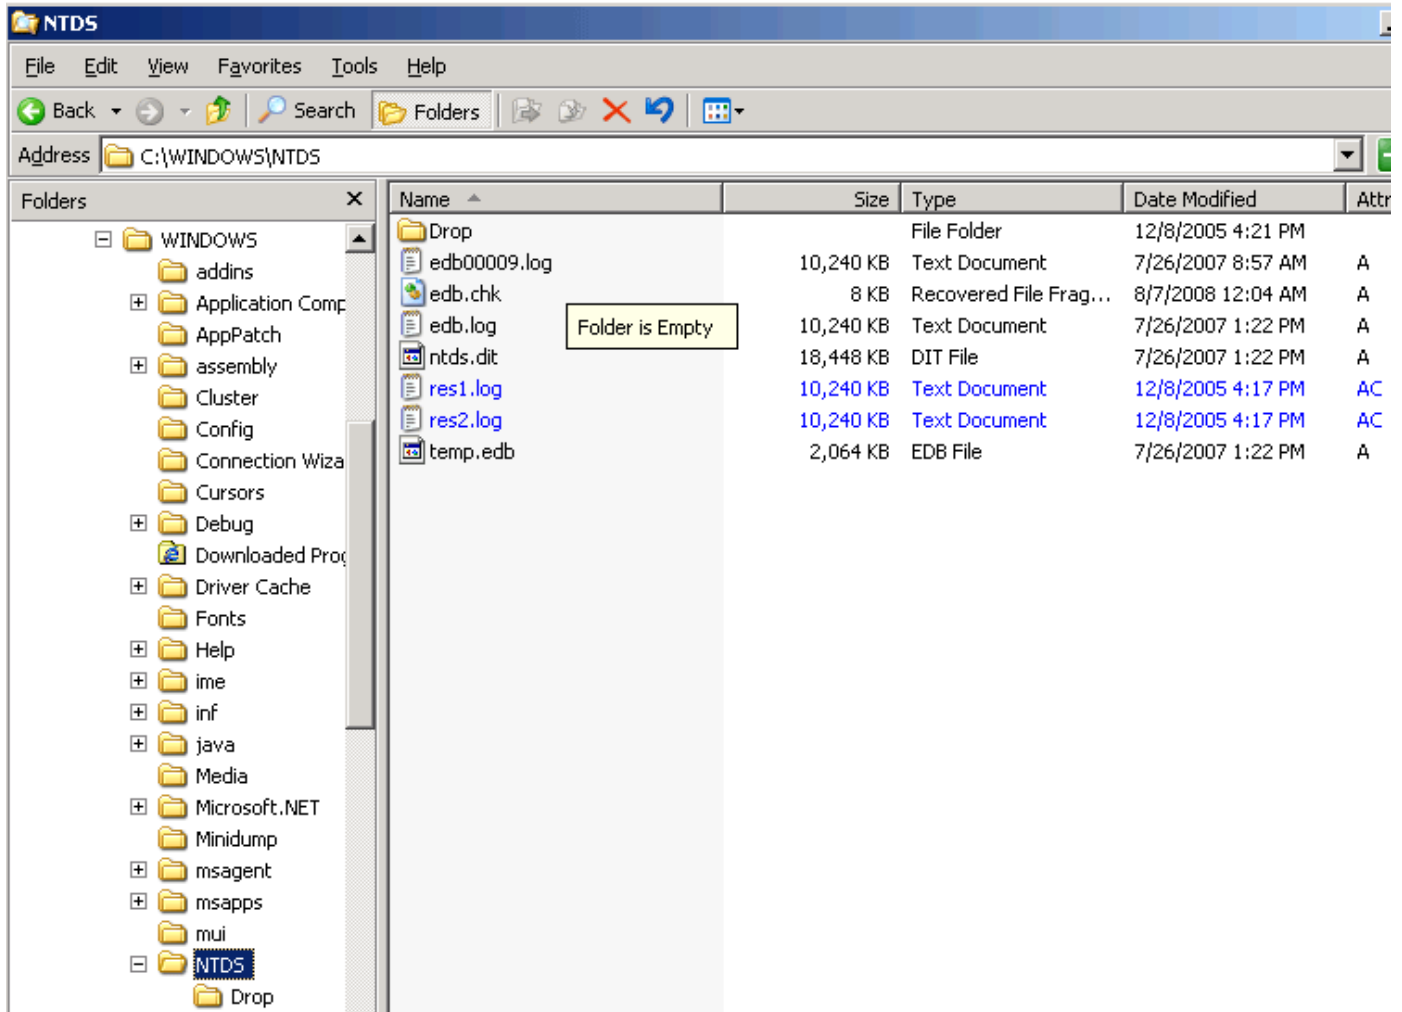 NTDS
File Edit View Favorites Tools Help
Back Search Folders
Address C:\WINDOWS\NTDS
Folders
WINDOWS
addins
Application Comp
AppPatch
assembly
Cluster
Config
Connection Wiza
Cursors
Debug
Downloaded Prog
Driver Cache
Fonts
Help
ime
inf
java
Media
Microsoft.NET
Minidump
msagent
msapps
mui
NTDS
Drop
Name Size Type Date Modified Attr
Drop File Folder 12/8/2005 4:21 PM
edb00009.log 10,240 KB Text Document 7/26/2007 8:57 AM A
edb.chk 8 KB Recovered File Frag... 8/7/2008 12:04 AM A
edb.log 10,240 KB Text Document 7/26/2007 1:22 PM A
ntds.dit 18,448 KB DIT File 7/26/2007 1:22 PM A
res1.log 10,240 KB Text Document 12/8/2005 4:17 PM AC
res2.log 10,240 KB Text Document 12/8/2005 4:17 PM AC
temp.edb 2,064 KB EDB File 7/26/2007 1:22 PM A
Folder is Empty